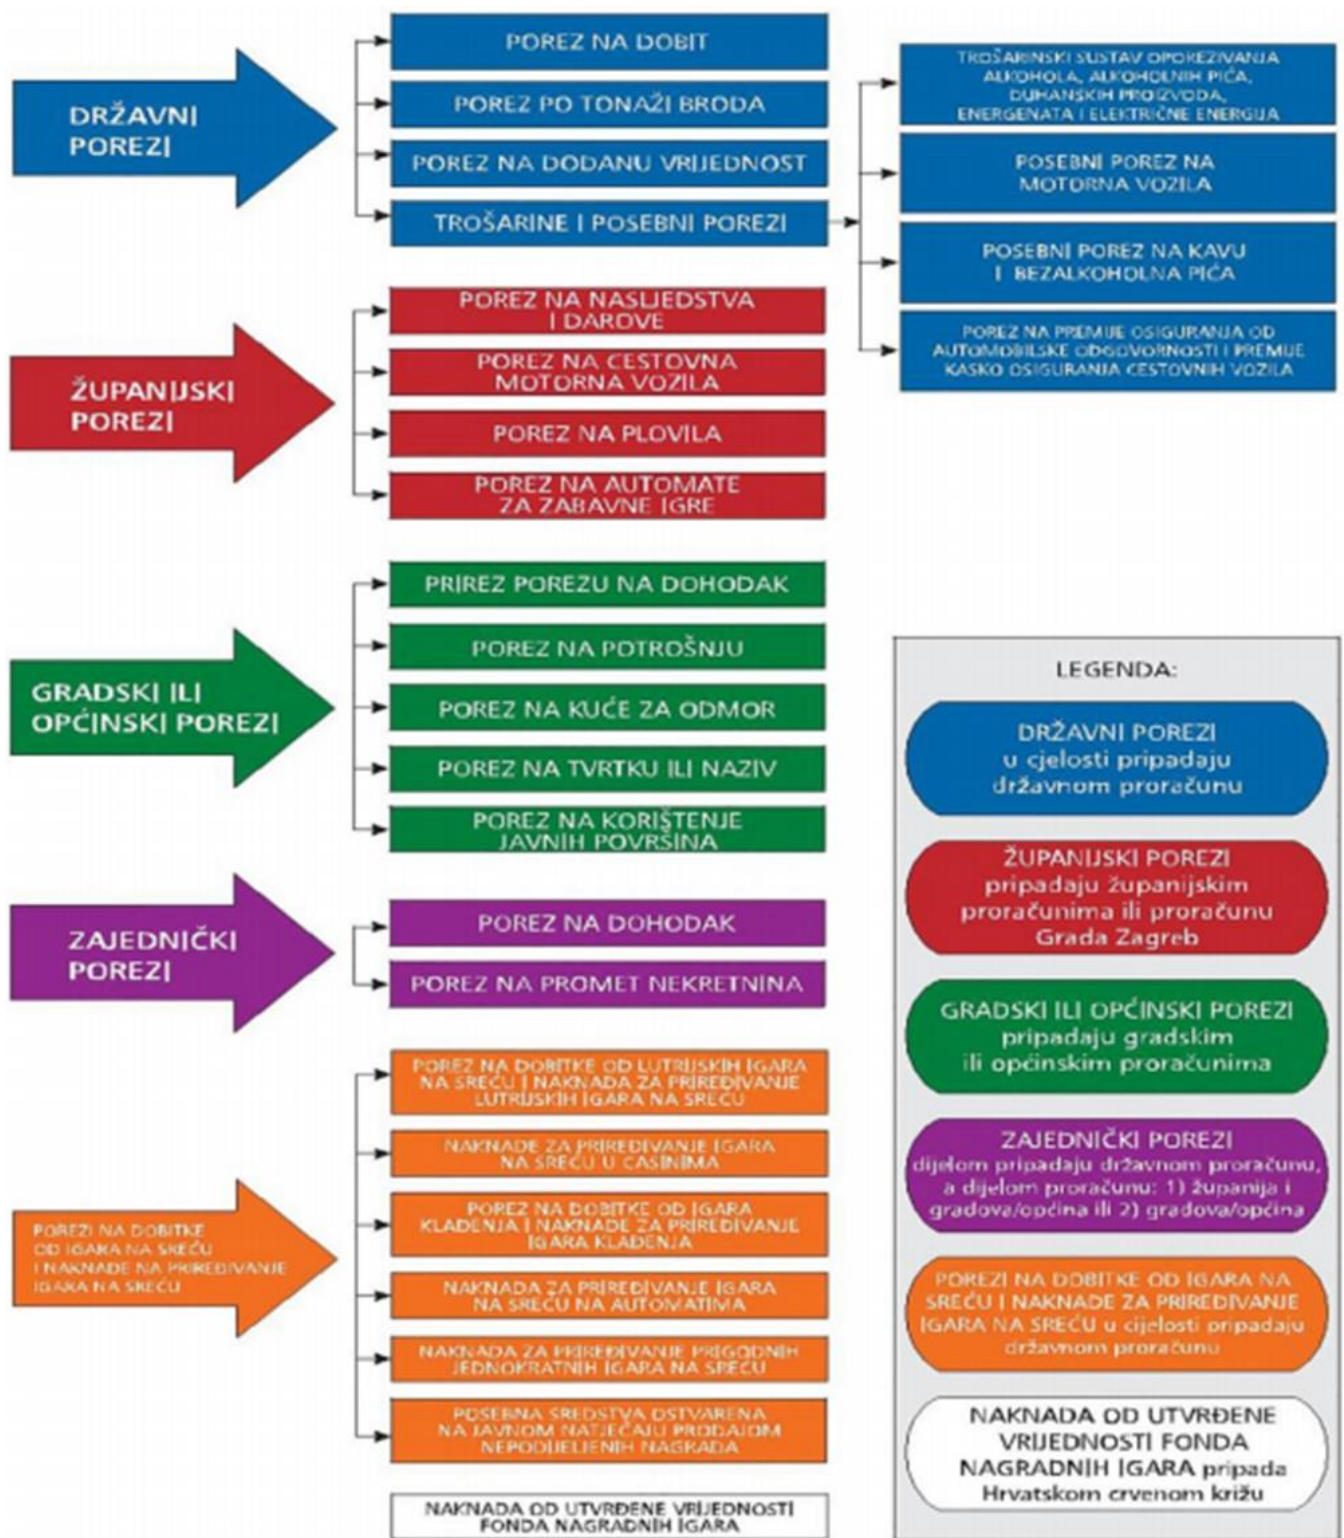 DRŽAVNI
POREZI
POREZ NA DOBIT
POREZ PO TONAŽI BRODA
POREZ NA DODANU VRIJEDNOST
TROŠARINE I POSEBNI POREZI
TROŠARINSKI SUSTAV OPOREZIVANJA
ALKOHOLA, ALKOHOLNIH PIĆA,
DUHANSKIH PROIZVODA,
ENERGENATA I ELEKTRIČNE ENERGIJA
POSEBNI POREZ NA
MOTORNA VOZILA
POSEBNI POREZ NA KAVU
I BEZALKOHOLNA PIĆA
POREZ NA PREMIJE OSIGURANJA OD
AUTOMOBILSKE ODGOVORNOSTI I PREMIJE
KASKO OSIGURANJA CESTOVNIH VOZILA
ŽUPANIJSKI
POREZI
POREZ NA NASLJEDSTVA
I DAROVE
POREZ NA CESTOVNA
MOTORNA VOZILA
POREZ NA PLOVILA
POREZ NA AUTOMATE
ZA ZABAVNE IGRE
GRADSKI ILI
OPĆINSKI POREZI
PRIREZ POREZU NA DOHODAK
POREZ NA POTROŠNJU
POREZ NA KUĆE ZA ODMOR
POREZ NA TVRTKU ILI NAZIV
POREZ NA KORIŠTENJE
JAVNIH POVRŠINA
ZAJEDNIČKI
POREZI
POREZ NA DOHODAK
POREZ NA PROMET NEKRETNINA
POREZI NA DOBITKE
OD IGARA NA SREĆU
I NAKNADE NA PRIREĐIVANJE
IGARA NA SREĆU
POREZ NA DOBITKE OD LUTRIJSKIH IGARA
NA SREĆU I NAKNADA ZA PRIREĐIVANJE
LUTRIJSKIH IGARA NA SREĆU
NAKNADE ZA PRIREĐIVANJE IGARA
NA SREĆU U CASINIMA
POREZ NA DOBITKE OD IGARA
KLAĐENJA I NAKNADE ZA PRIREĐIVANJE
IGARA KLAĐENJA
NAKNADA ZA PRIREĐIVANJE IGARA
NA SREĆU NA AUTOMATIMA
NAKNADA ZA PRIREĐIVANJE PRIGODNIH
JEDNOKRATNIH IGARA NA SREĆU
POSEBNA SREDSTVA OSTVARENA
NA JAVNOM NATJEČAJU PRODAJOM
NEPODIJELJENIH NAGRADA
NAKNADA OD UTVRĐENE VRIJEDNOSTI
FONDA NAGRADNIH IGARA
LEGENDA:
DRŽAVNI POREZI
u cjelosti pripadaju
državnom proračunu
ŽUPANIJSKI POREZI
pripadaju županijskim
proračunima ili proračunu
Grada Zagreb
GRADSKI ILI OPĆINSKI POREZI
pripadaju gradskim
ili općinskim proračunima
ZAJEDNIČKI POREZI
dijelom pripadaju državnom proračunu,
a dijelom proračunu: 1) županija i
gradova/općina ili 2) gradova/općina
POREZI NA DOBITKE OD IGARA NA
SREĆU I NAKNADE ZA PRIREĐIVANJE
IGARA NA SREĆU u cijelosti pripadaju
državnom proračunu
NAKNADA OD UTVRĐENE
VRIJEDNOSTI FONDA
NAGRADNIH IGARA pripada
Hrvatskom crvenom križu